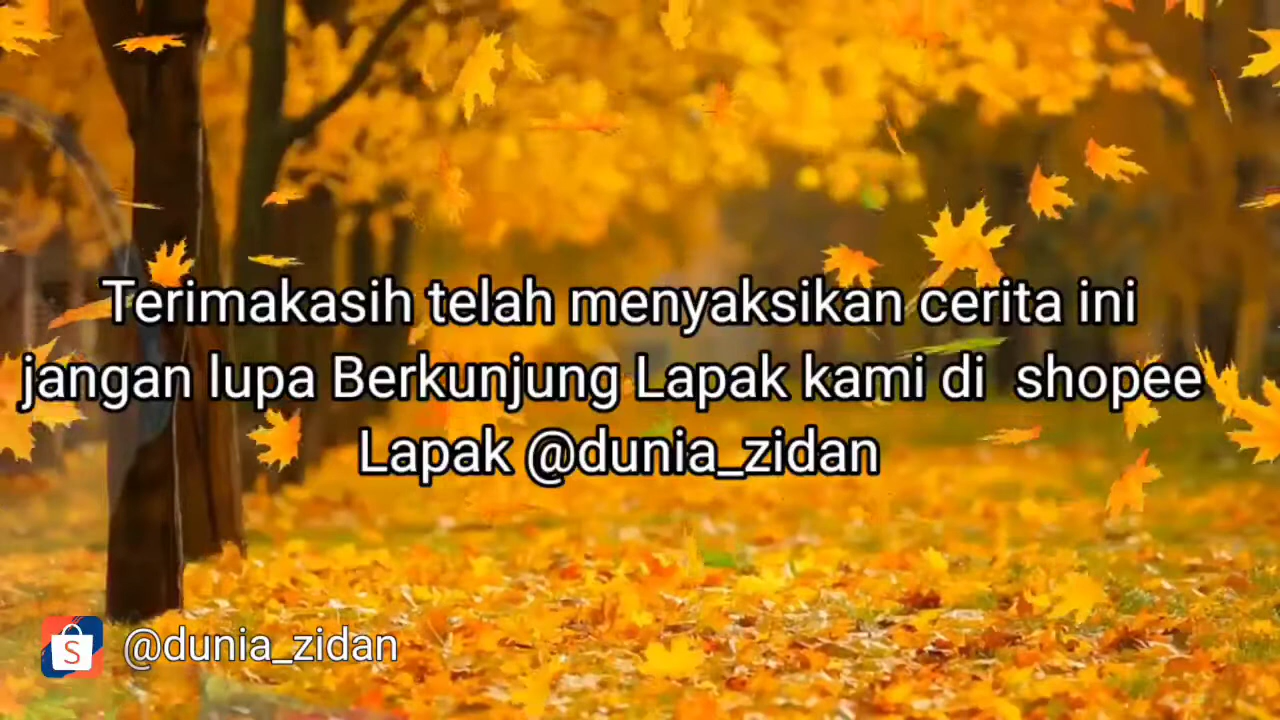 Terimakasih telah menyaksikan cerita ini
jangan lupa Berkunjung Lapak kami di  shopee
Lapak @dunia_zidan
S
@dunia_zidan